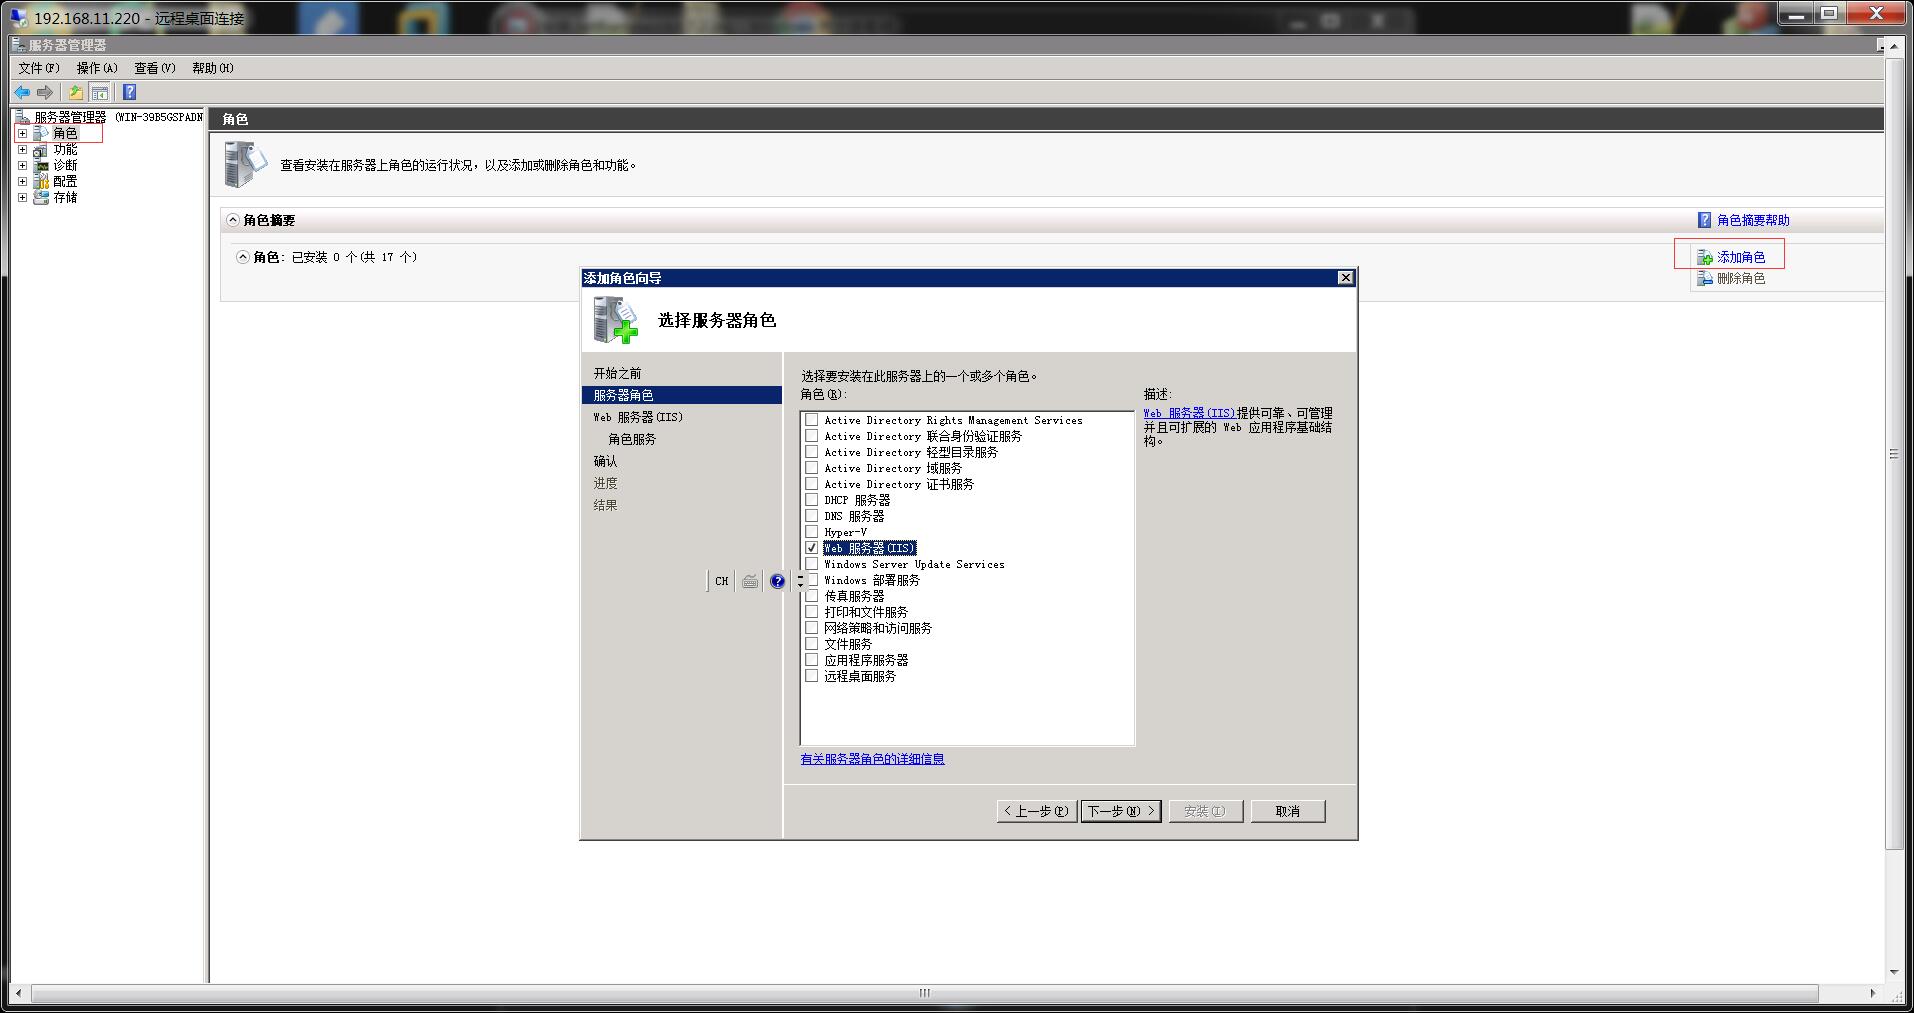 192.168.11.220 - 远程桌面连接
服务器管理器
文件(F) 操作(A) 查看(V) 帮助(H)
服务器管理器 (WIN-39B5GSPADN
角色
功能
诊断
配置
存储
角色
查看安装在服务器上角色的运行状况，以及添加或删除角色和功能。
角色摘要
角色摘要帮助
角色: 已安装 0 个(共 17 个)
添加角色
删除角色
添加角色向导
选择服务器角色
开始之前
服务器角色
Web 服务器(IIS)
角色服务
确认
进度
结果
选择要安装在此服务器上的一个或多个角色。
角色(R):
Active Directory Rights Management Services
Active Directory 联合身份验证服务
Active Directory 轻型目录服务
Active Directory 域服务
Active Directory 证书服务
DHCP 服务器
DNS 服务器
Hyper-V
Web 服务器(IIS)
Windows Server Update Services
Windows 部署服务
传真服务器
打印和文件服务
网络策略和访问服务
文件服务
应用程序服务器
远程桌面服务
描述:
Web 服务器(IIS)提供可靠、可管理
并且可扩展的 Web 应用程序基础结
构。
CH
有关服务器角色的详细信息
< 上一步(P) 下一步(N) > 安装(I) 取消